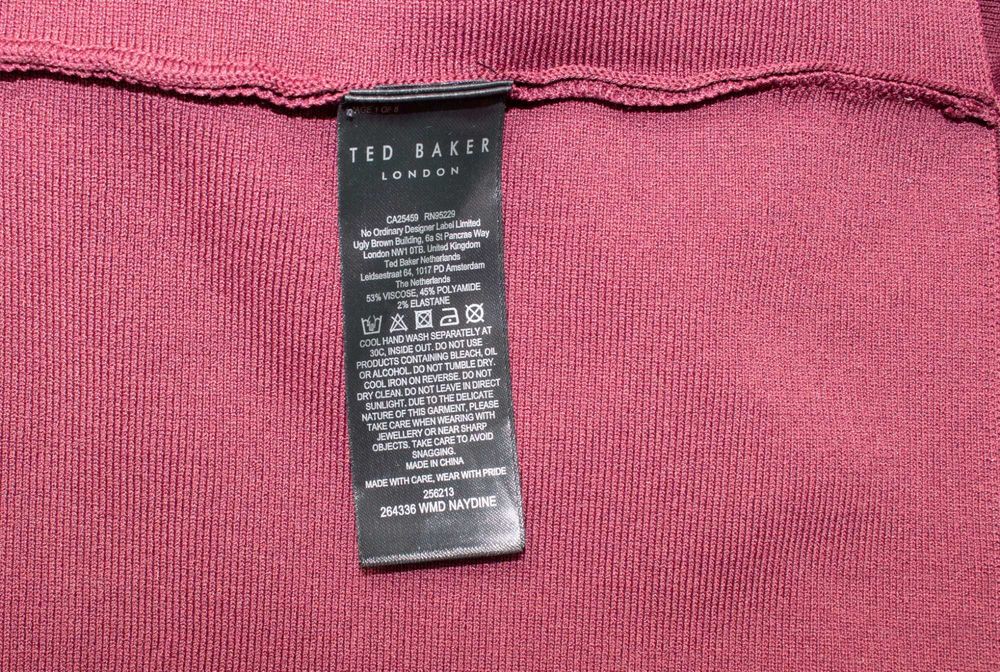 PAGE 1 OF 8
TED BAKER
LONDON
CA25459 RN95229
No Ordinary Designer Label Limited
Ugly Brown Building, 6a St Pancras Way
London NW1 0TB, United Kingdom
Ted Baker Netherlands
Leidsestraat 64, 1017 PD Amsterdam
The Netherlands
53% VISCOSE, 45% POLYAMIDE
2% ELASTANE
COOL HAND WASH SEPARATELY AT
30C, INSIDE OUT. DO NOT USE
PRODUCTS CONTAINING BLEACH, OIL
OR ALCOHOL. DO NOT TUMBLE DRY.
COOL IRON ON REVERSE. DO NOT
DRY CLEAN. DO NOT LEAVE IN DIRECT
SUNLIGHT. DUE TO THE DELICATE
NATURE OF THIS GARMENT, PLEASE
TAKE CARE WHEN WEARING WITH
JEWELLERY OR NEAR SHARP
OBJECTS. TAKE CARE TO AVOID
SNAGGING.
MADE IN CHINA
MADE WITH CARE, WEAR WITH PRIDE
256213
264336 WMD NAYDINE